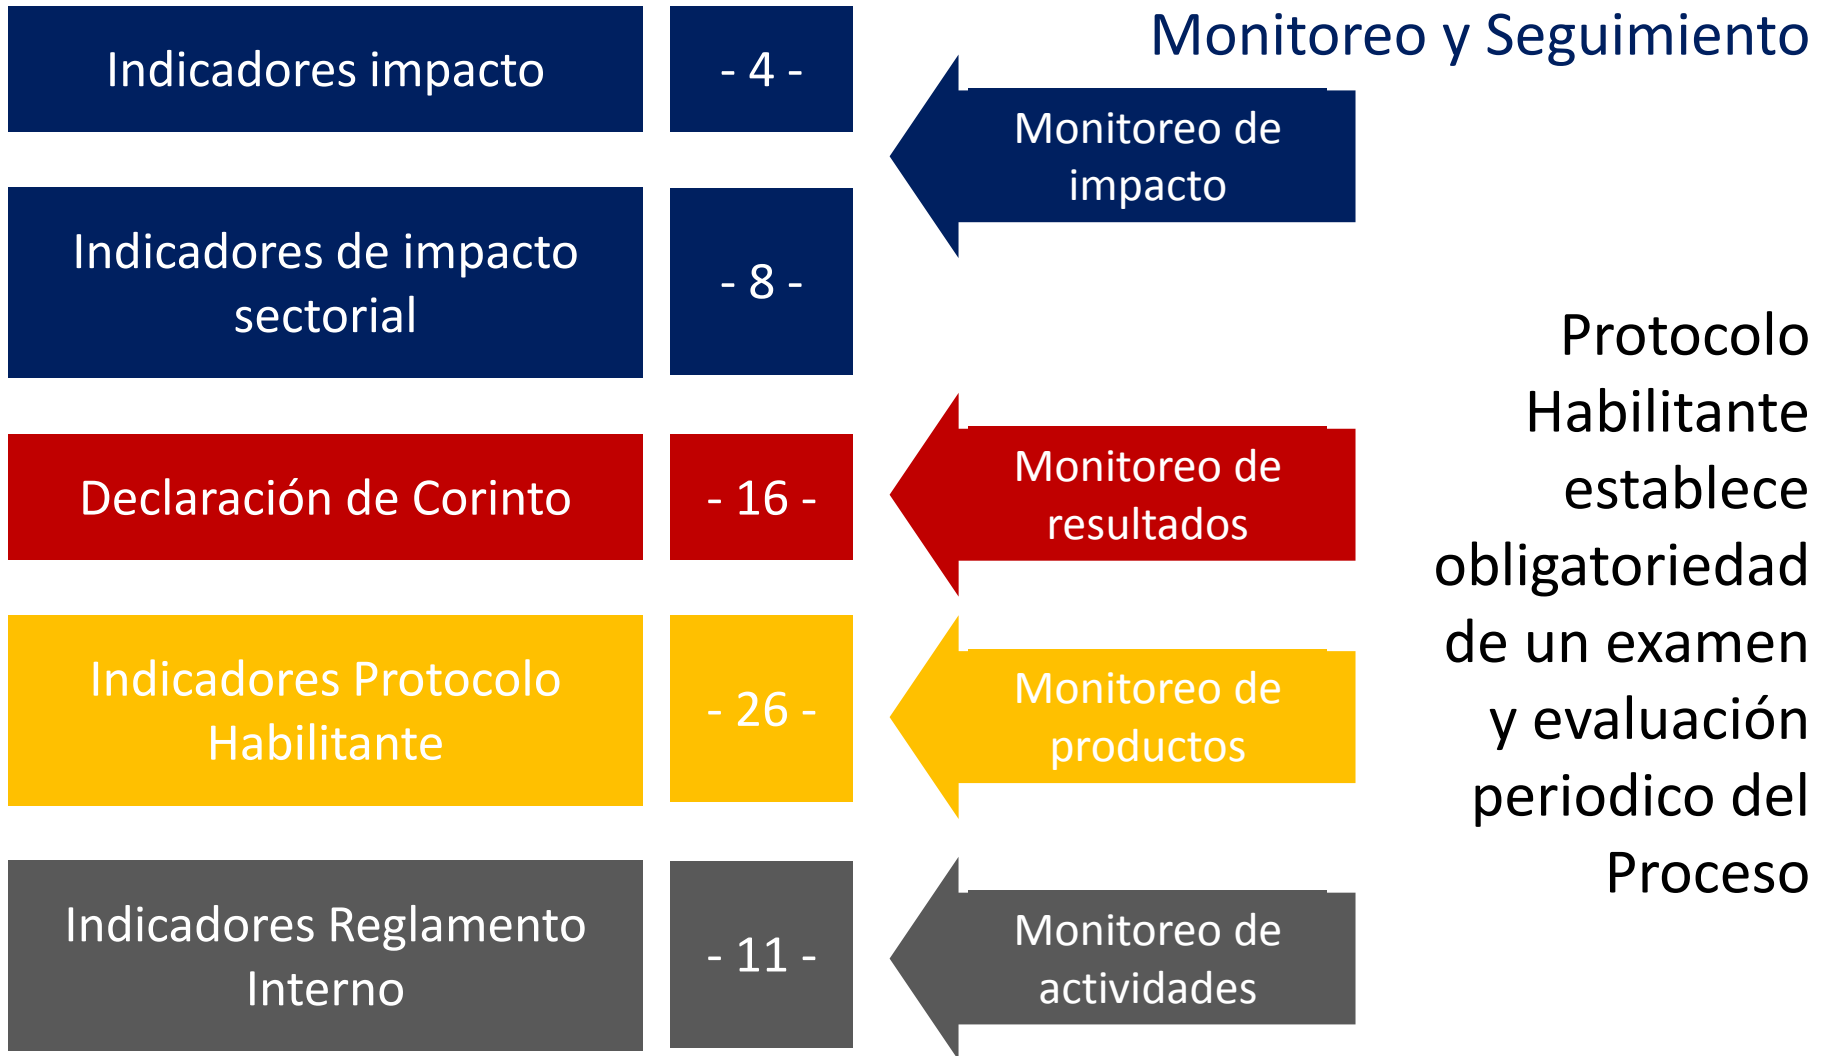 Monitoreo y Seguimiento
Indicadores impacto
- 4 -
Monitoreo de
impacto
Indicadores de impacto
sectorial
- 8 -
Declaración de Corinto
- 16 -
Monitoreo de
resultados
Indicadores Protocolo
Habilitante
- 26 -
Monitoreo de
productos
Indicadores Reglamento
Interno
- 11 -
Monitoreo de
actividades
Protocolo
Habilitante
establece
obligatoriedad
de un examen
y evaluación
periodico del
Proceso